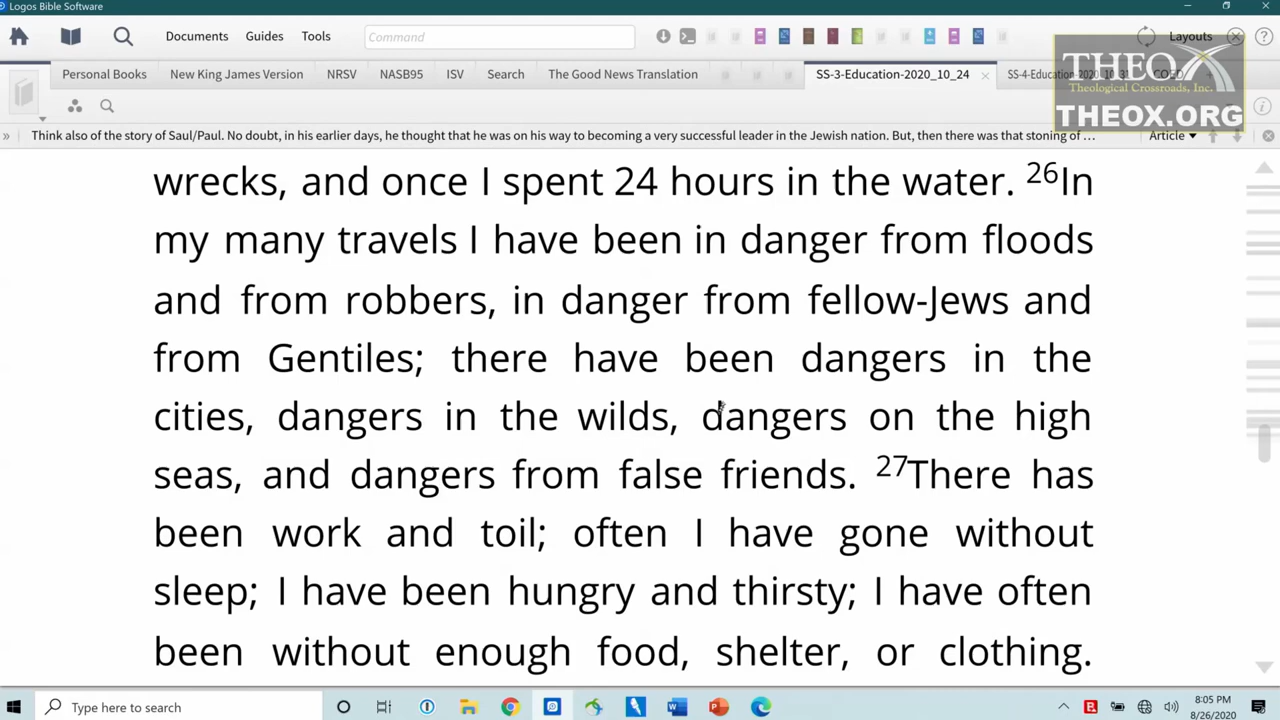 Logos Bible Software
Documents Guides Tools Command Layouts
Personal Books New King James Version NRSV NASB95 ISV Search The Good News Translation SS-3-Education-2020_10_24 SS-4-Education-2020_10_31
THEOX
Theological Crossroads, Inc.
THEOX.ORG
Think also of the story of Saul/Paul. No doubt, in his earlier days, he thought that he was on his way to becoming a very successful leader in the Jewish nation. But, then there was that stoning of … Article
wrecks, and once I spent 24 hours in the water. 26In
my many travels I have been in danger from floods
and from robbers, in danger from fellow-Jews and
from Gentiles; there have been dangers in the
cities, dangers in the wilds, dangers on the high
seas, and dangers from false friends. 27There has
been work and toil; often I have gone without
sleep; I have been hungry and thirsty; I have often
been without enough food, shelter, or clothing.
Type here to search
8:05 PM
8/26/2020